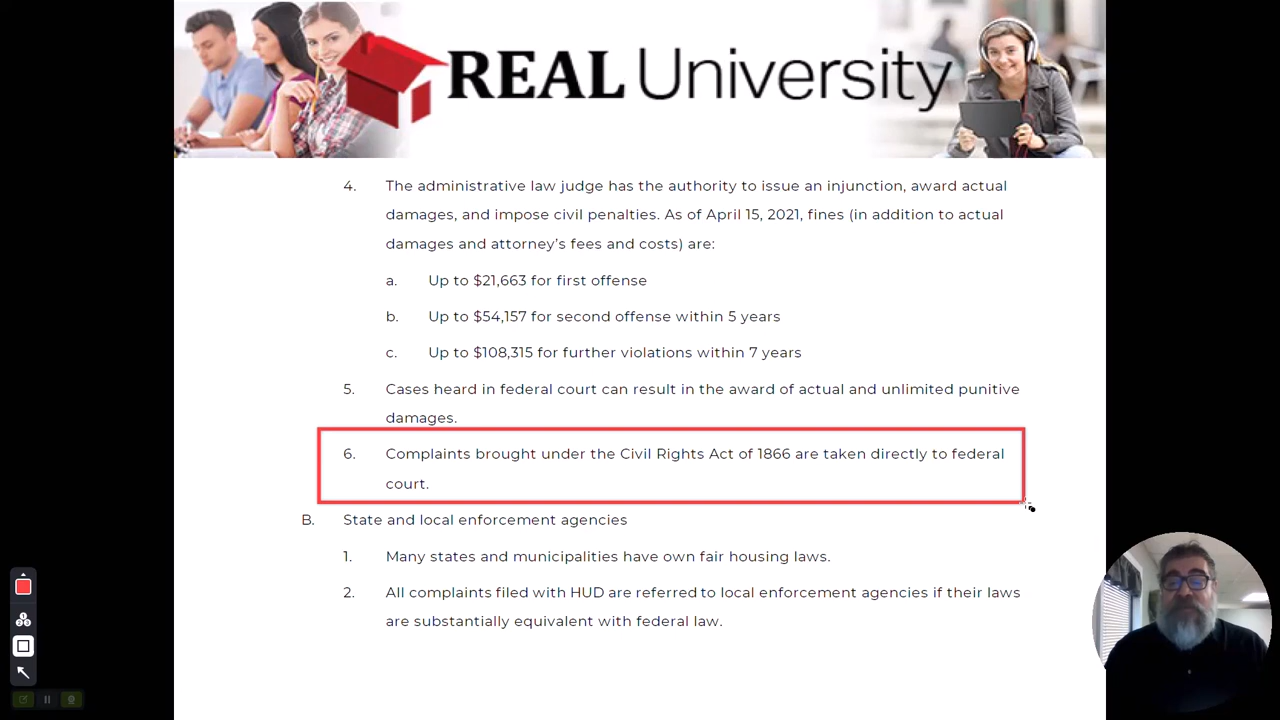 REAL University
4. The administrative law judge has the authority to issue an injunction, award actual
damages, and impose civil penalties. As of April 15, 2021, fines (in addition to actual
damages and attorney’s fees and costs) are:
a. Up to $21,663 for first offense
b. Up to $54,157 for second offense within 5 years
c. Up to $108,315 for further violations within 7 years
5. Cases heard in federal court can result in the award of actual and unlimited punitive
damages.
6. Complaints brought under the Civil Rights Act of 1866 are taken directly to federal
court.
B. State and local enforcement agencies
1. Many states and municipalities have own fair housing laws.
2. All complaints filed with HUD are referred to local enforcement agencies if their laws
are substantially equivalent with federal law.